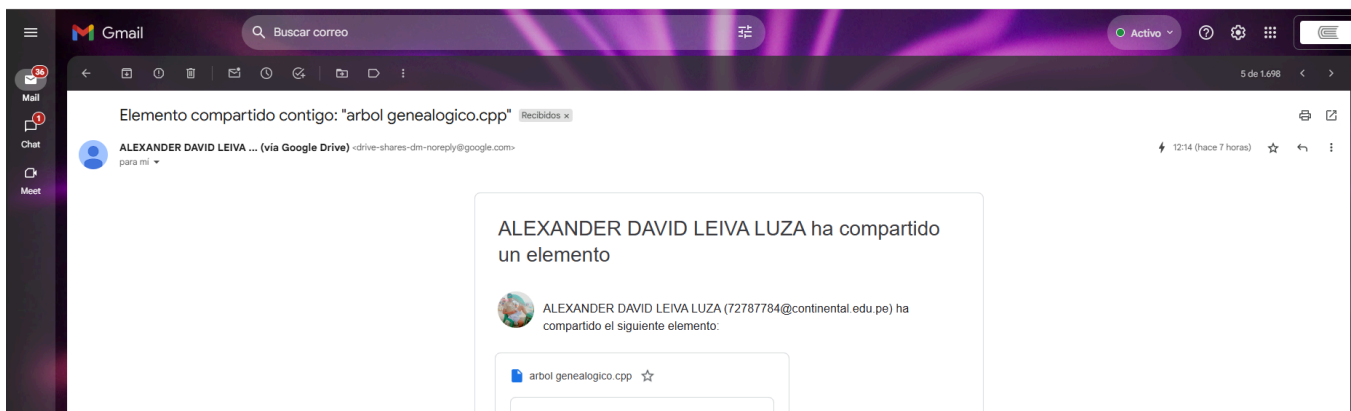 Gmail
Buscar correo
Activo
36
Mail
5 de 1.698
Elemento compartido contigo: "arbol genealogico.cpp" Recibidos x
1
Chat
ALEXANDER DAVID LEIVA ... (vía Google Drive) <drive-shares-dm-noreply@google.com>
12:14 (hace 7 horas)
para mí
Meet
ALEXANDER DAVID LEIVA LUZA ha compartido
un elemento
ALEXANDER DAVID LEIVA LUZA (72787784@continental.edu.pe) ha
compartido el siguiente elemento:
arbol genealogico.cpp